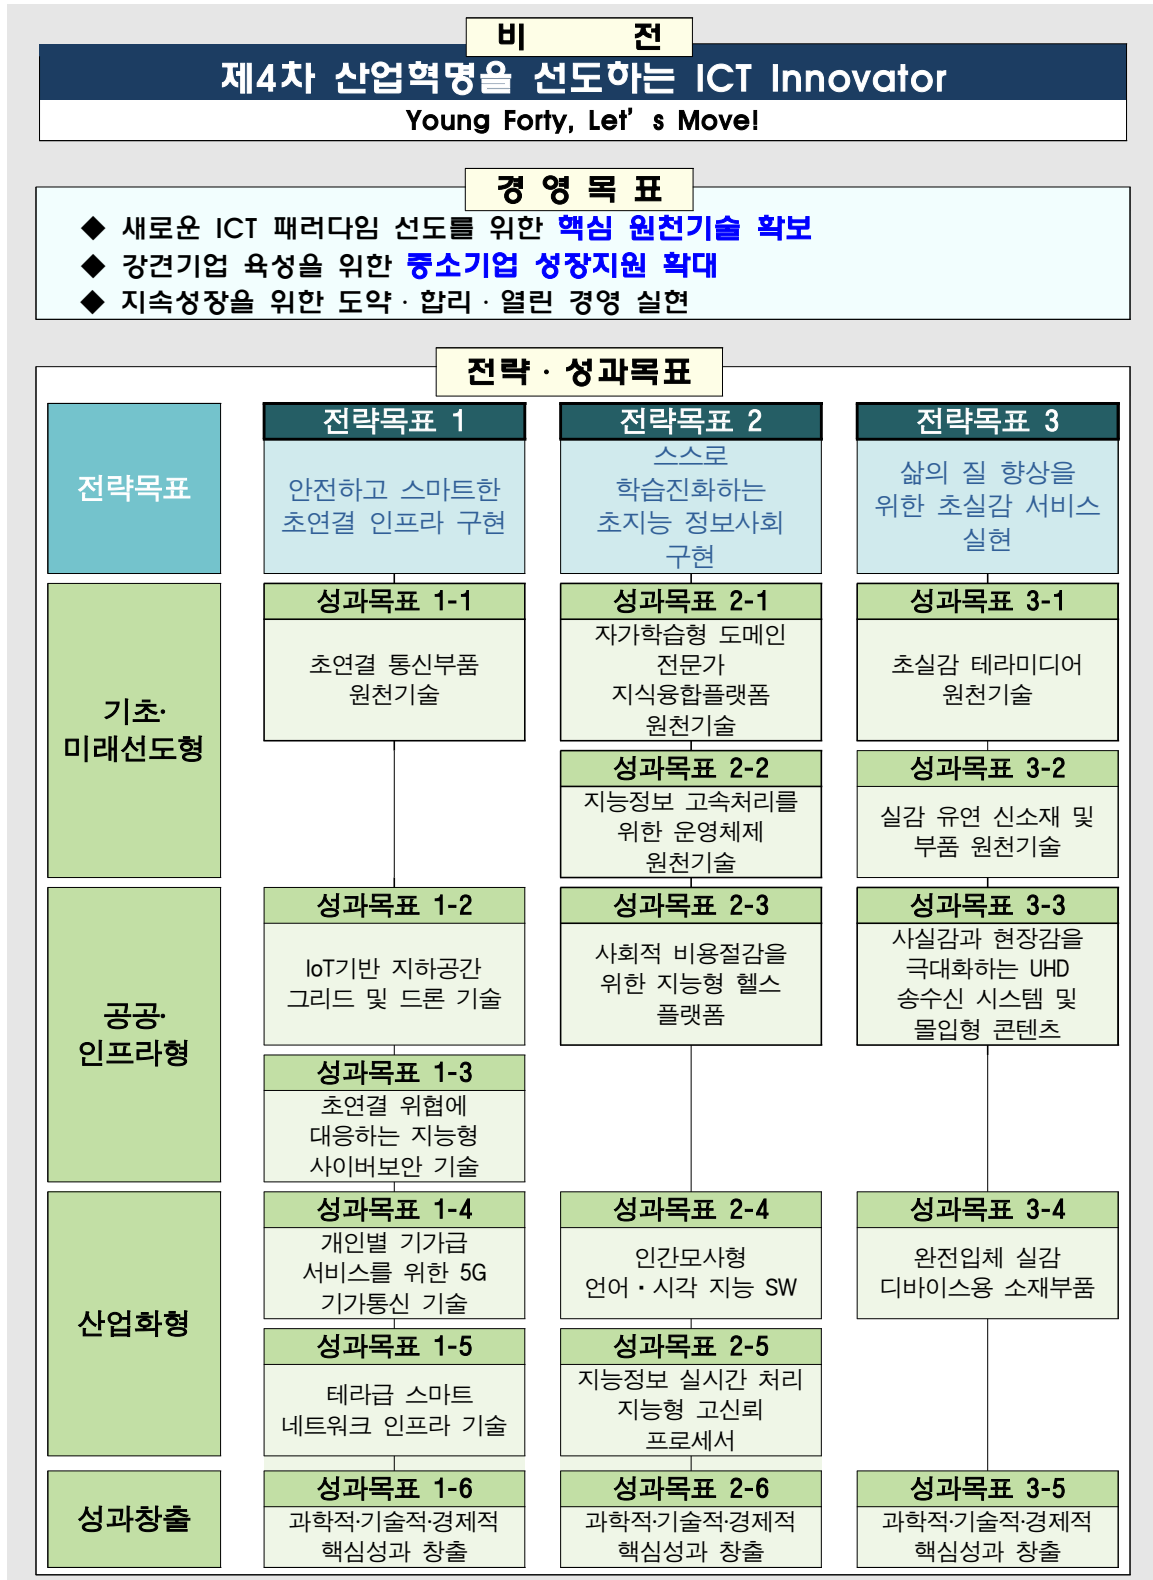 비 전
제4차 산업혁명을 선도하는 ICT Innovator
Young Forty, Let's Move!
경 영 목 표
◆ 새로운 ICT 패러다임 선도를 위한 핵심 원천기술 확보
◆ 강견기업 육성을 위한 중소기업 성장지원 확대
◆ 지속성장을 위한 도약·합리·열린 경영 실현
전략·성과목표
전략목표
전략목표 1
안전하고 스마트한
초연결 인프라 구현
전략목표 2
스스로
학습진화하는
초지능 정보사회
구현
전략목표 3
삶의 질 향상을
위한 초실감 서비스
실현
기초·
미래선도형
성과목표 1-1
초연결 통신부품
원천기술
성과목표 2-1
자가학습형 도메인
전문가
지식융합플랫폼
원천기술
성과목표 3-1
초실감 테라미디어
원천기술
성과목표 2-2
지능정보 고속처리를
위한 운영체제
원천기술
성과목표 3-2
실감 유연 신소재 및
부품 원천기술
공공·
인프라형
성과목표 1-2
IoT기반 지하공간
그리드 및 드론 기술
성과목표 2-3
사회적 비용절감을
위한 지능형 헬스
플랫폼
성과목표 3-3
사실감과 현장감을
극대화하는 UHD
송수신 시스템 및
몰입형 콘텐츠
성과목표 1-3
초연결 위협에
대응하는 지능형
사이버보안 기술
산업화형
성과목표 1-4
개인별 기가급
서비스를 위한 5G
기가통신 기술
성과목표 2-4
인간모사형
언어·시각 지능 SW
성과목표 3-4
완전입체 실감
디바이스용 소재부품
성과목표 1-5
테라급 스마트
네트워크 인프라 기술
성과목표 2-5
지능정보 실시간 처리
지능형 고신뢰
프로세서
성과창출
성과목표 1-6
과학적·기술적·경제적
핵심성과 창출
성과목표 2-6
과학적·기술적·경제적
핵심성과 창출
성과목표 3-5
과학적·기술적·경제적
핵심성과 창출